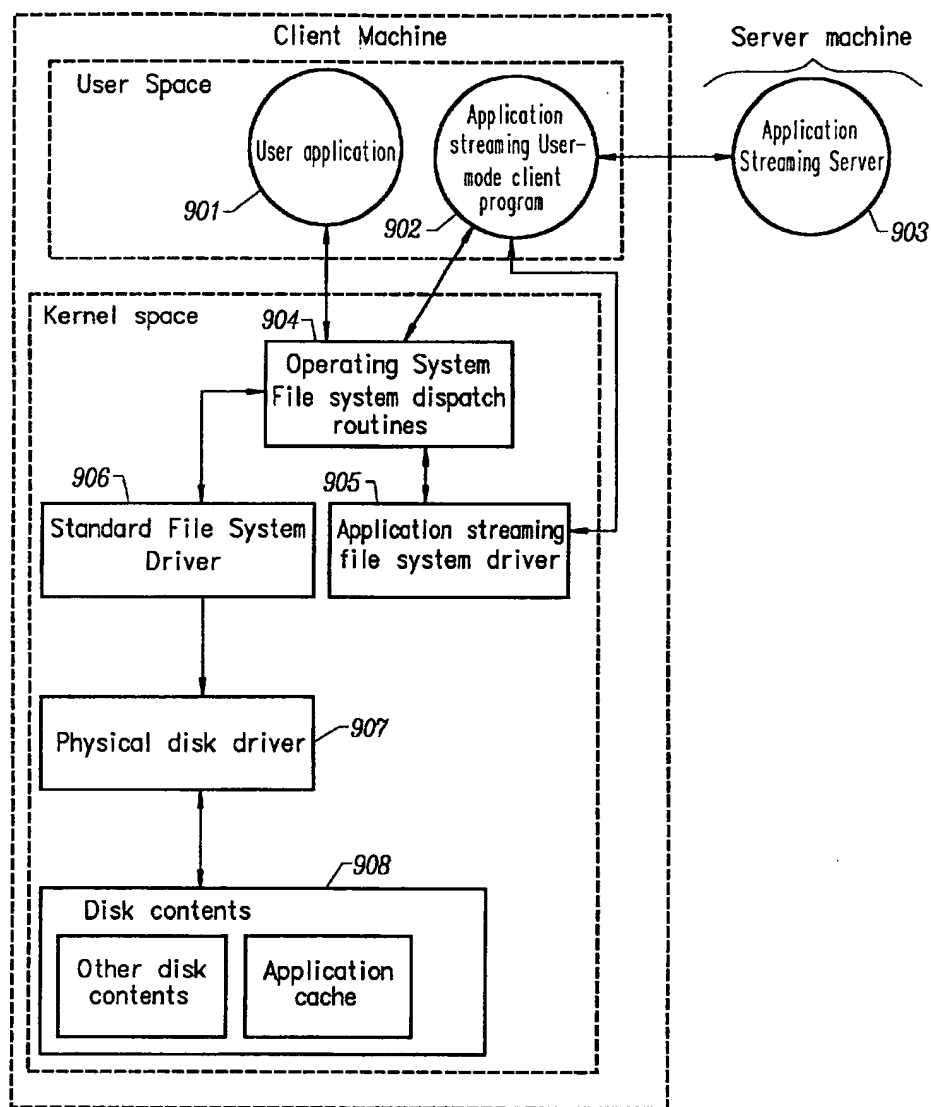 Client Machine
Server machine
User Space
User application
Application
streaming User-
mode client
program
Application
Streaming Server
901
902
903
Kernel space
904
Operating System
File system dispatch
routines
906
905
Standard File System
Driver
Application streaming
file system driver
Physical disk driver
907
908
Disk contents
Other disk
contents
Application
cache